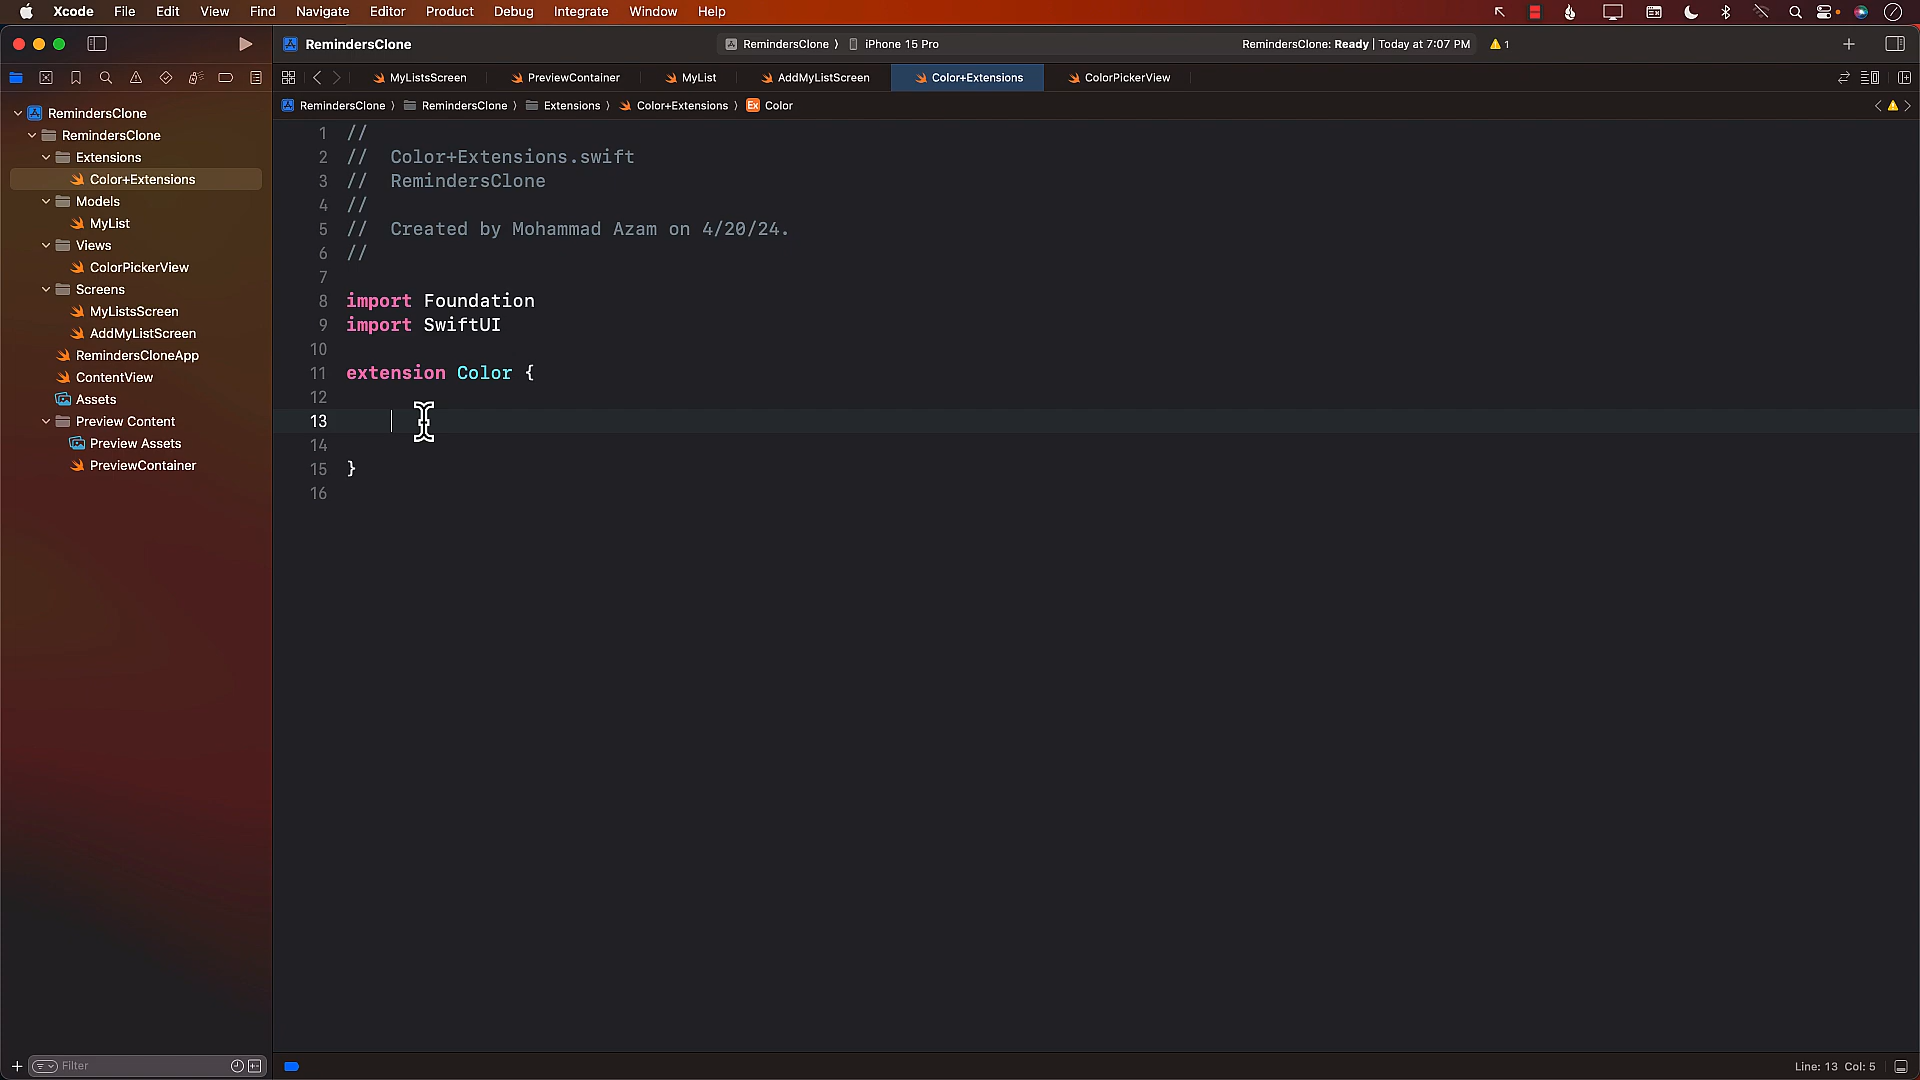 Xcode File Edit View Find Navigate Editor Product Debug Integrate Window Help
RemindersClone
RemindersClone ⟩ iPhone 15 Pro
RemindersClone: Ready | Today at 7:07 PM
1
MyListsScreen PreviewContainer MyList AddMyListScreen Color+Extensions ColorPickerView
RemindersClone ⟩ RemindersClone ⟩ Extensions ⟩ Color+Extensions ⟩ Ex Color
RemindersClone
RemindersClone
Extensions
Color+Extensions
Models
MyList
Views
ColorPickerView
Screens
MyListsScreen
AddMyListScreen
RemindersCloneApp
ContentView
Assets
Preview Content
Preview Assets
PreviewContainer
Filter
1 //
2 // Color+Extensions.swift
3 // RemindersClone
4 //
5 // Created by Mohammad Azam on 4/20/24.
6 //
7
8 import Foundation
9 import SwiftUI
10
11 extension Color {
12
13
14
15 }
16
Line: 13 Col: 5